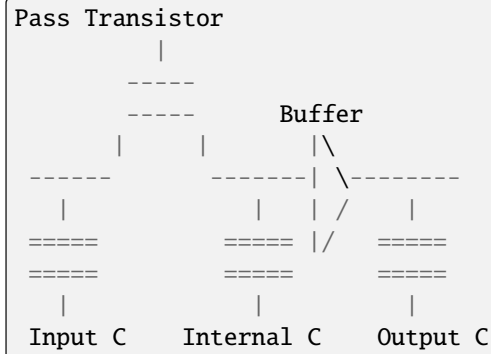 Pass Transistor
Buffer
Input C Internal C Output C